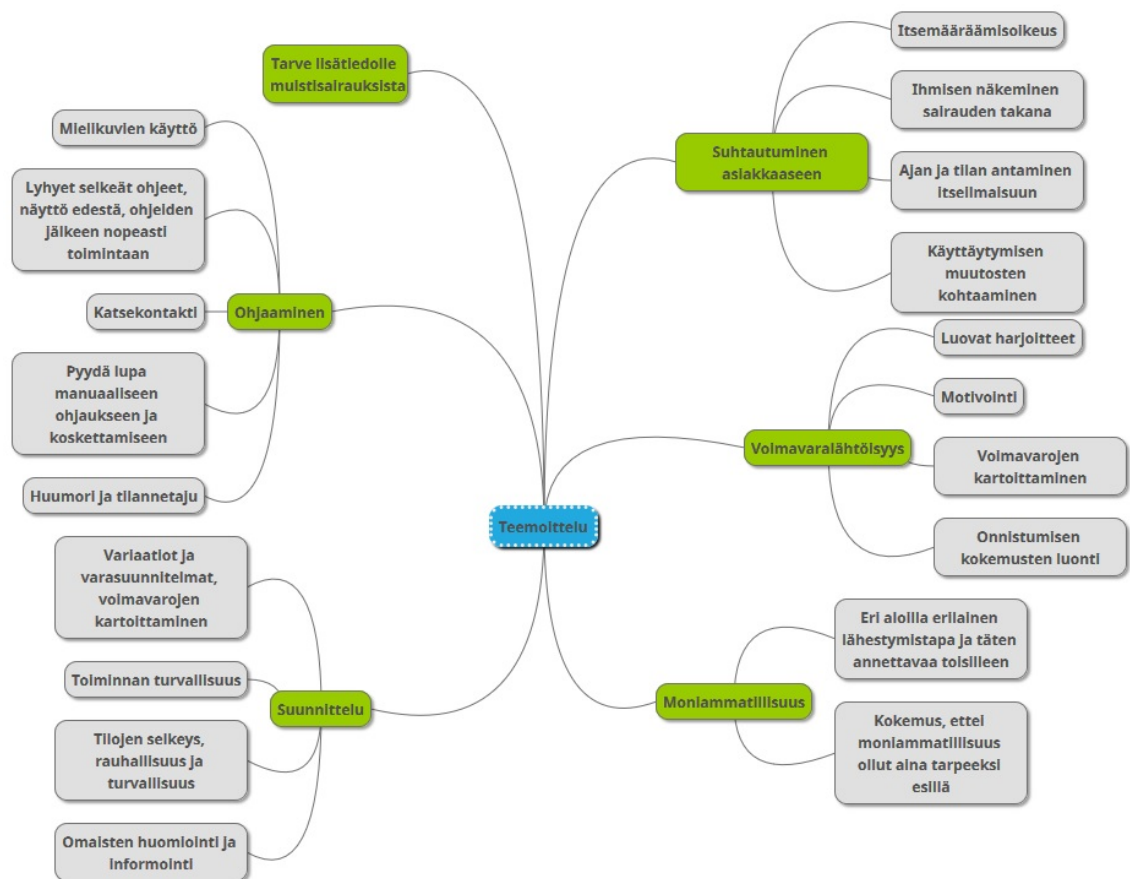 Tarve lisätiedolle
muistisairauksista
Mielikuvien käyttö
Lyhyet selkeät ohjeet,
näyttö edestä, ohjeiden
jälkeen nopeasti
toimintaan
Katsekontakti
Ohjaaminen
Pyydä lupa
manuaaliseen
ohjaukseen ja
koskettamiseen
Huumori ja tilannetaju
Variaatiot ja
varasuunnitelmat,
voimavarojen
kartoittaminen
Toiminnan turvallisuus
Suunnittelu
Tilojen selkeys,
rauhallisuus ja
turvallisuus
Omaisten huomiointi ja
informointi
Teemoittelu
Itsemääräämisoikeus
Ihmisen näkeminen
sairauden takana
Suhtautuminen
asiakkaaseen
Ajan ja tilan antaminen
itseilmaisuun
Käyttäytymisen
muutosten
kohtaaminen
Luovat harjoitteet
Motivointi
Voimavaralähtöisyys
Voimavarojen
kartoittaminen
Onnistumisen
kokemusten luonti
Eri aloilla erilainen
lähestymistapa ja täten
annettavaa toisilleen
Moniammatillisuus
Kokemus, ettei
moniammatillisuus
ollut aina tarpeeksi
esillä